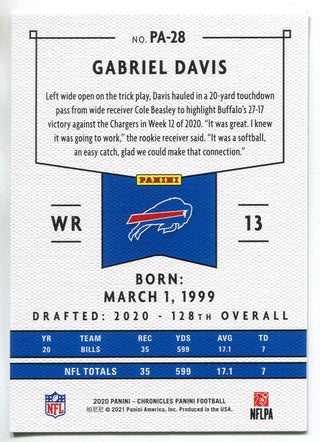 NO. PA-28
GABRIEL DAVIS
Left wide open on the trick play, Davis hauled in a 20-yard touchdown
pass from wide receiver Cole Beasley to highlight Buffalo's 27-17
victory against the Chargers in Week 12 of 2020. "It was great. I knew
it was going to work," the rookie receiver said. "It was a softball,
an easy catch, glad we could make that connection."
PANINI
WR 13
BORN:
MARCH 1, 1999
DRAFTED: 2020 - 128TH OVERALL
YR TEAM REC YDS AVG TD
20 BILLS 35 599 17.1 7
NFL TOTALS 35 599 17.1 7
2020 PANINI – CHRONICLES PANINI FOOTBALL
帕尼尼 © 2021 Panini America, Inc. Produced in the USA.
NFL
NFLPA